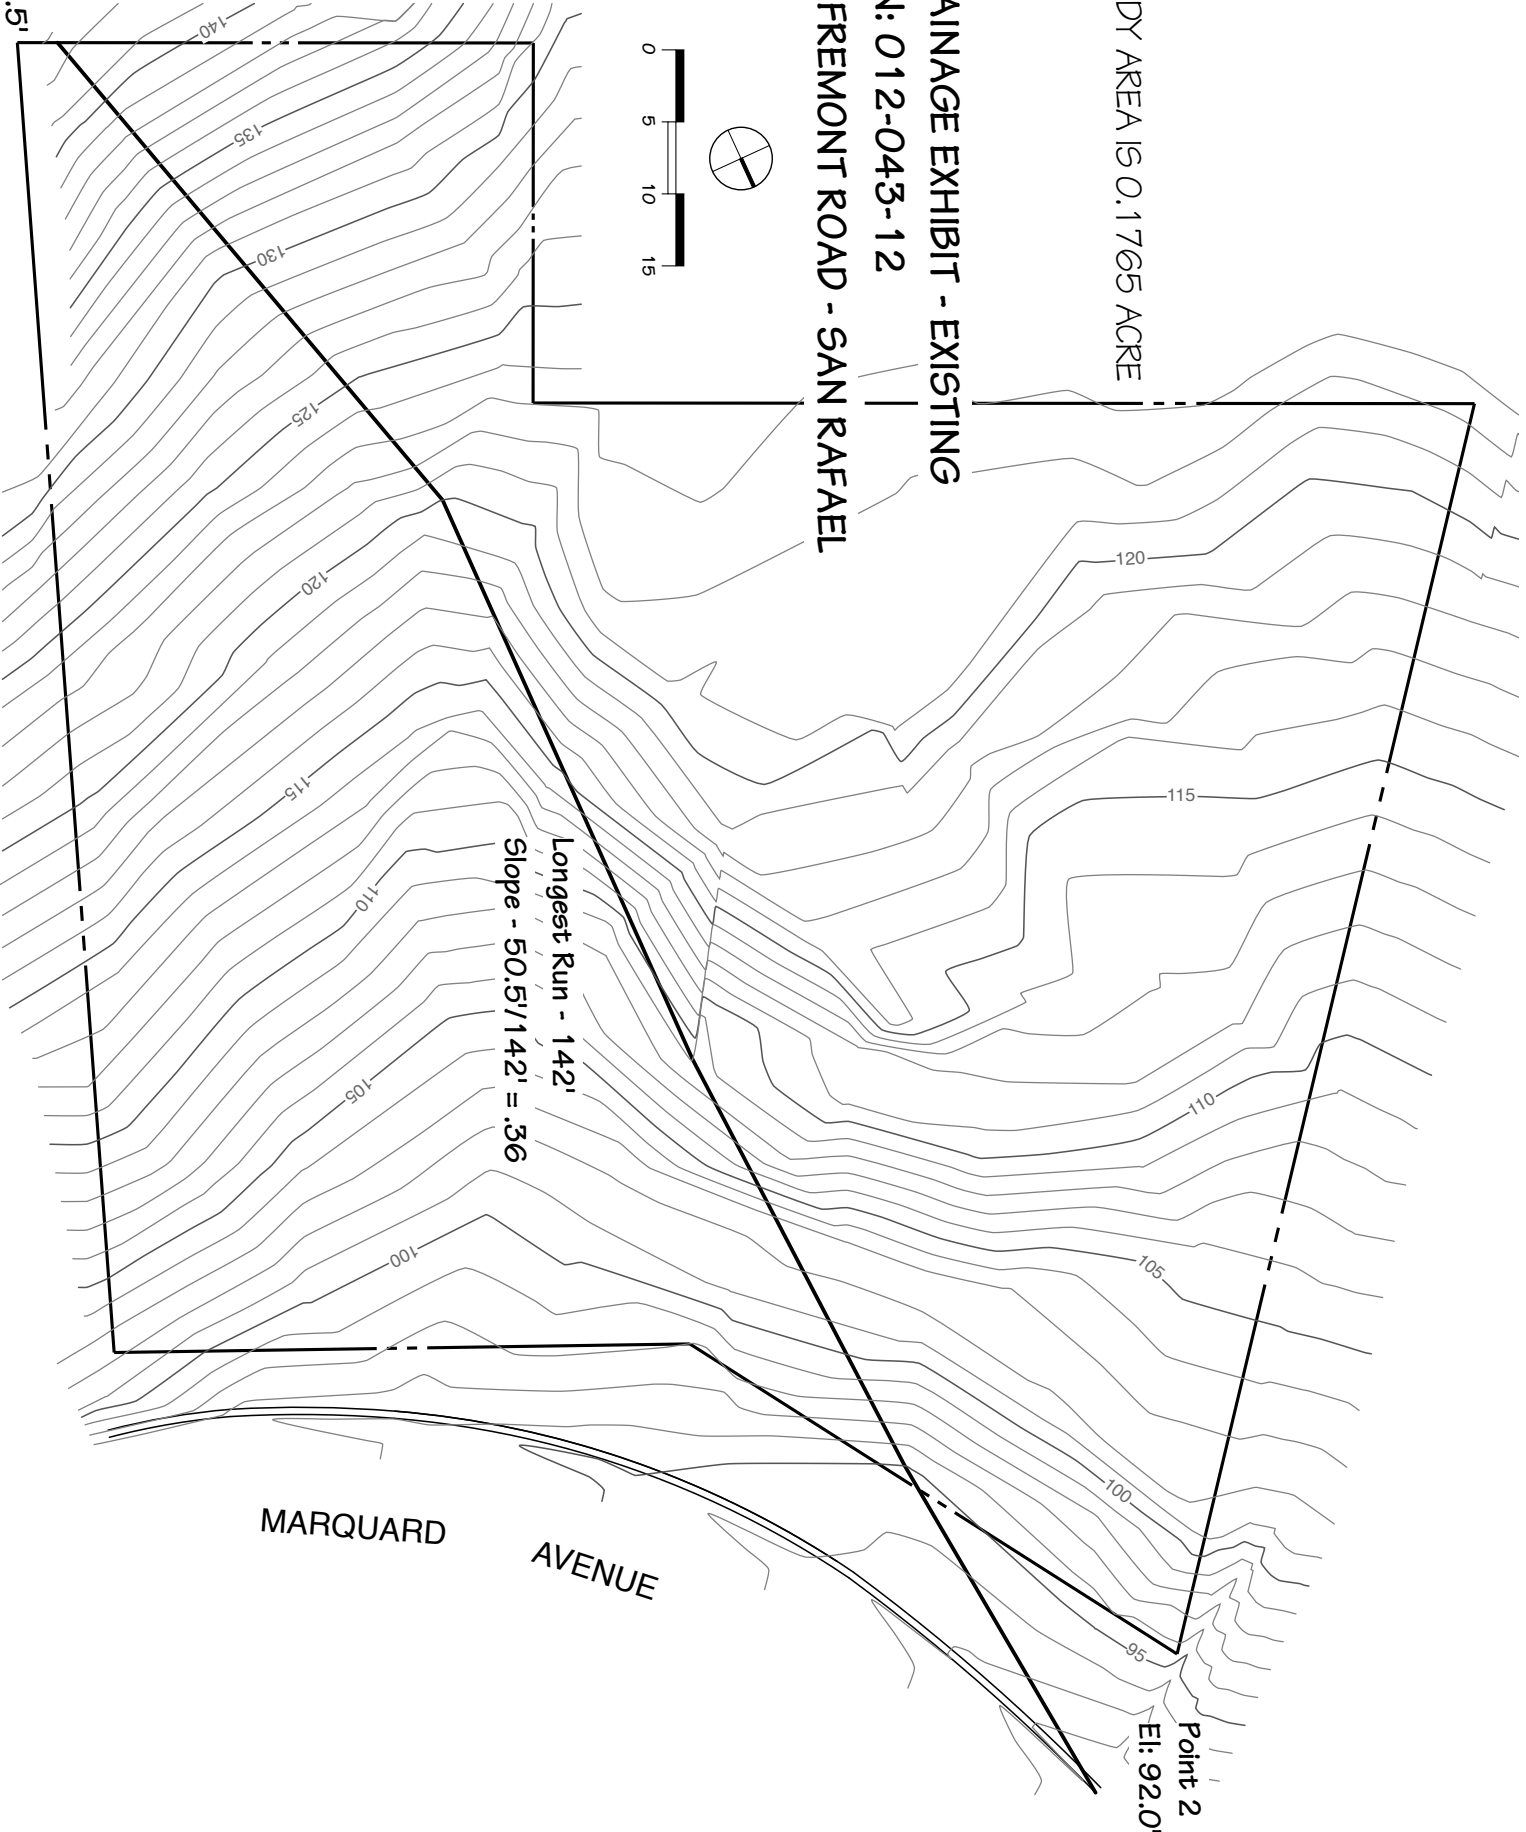 .5'
DY AREA IS 0.1765 ACRE
AINAGE EXHIBIT - EXISTING
N: 012-043-12
FREMONT ROAD - SAN RAFAEL
0 5 10 15
140
135
130
125
120
115
110
105
100
120
115
110
105
100
95
Longest Run - 142'
Slope - 50.5'/142' = .36
MARQUARD AVENUE
Point 2
El: 92.0'